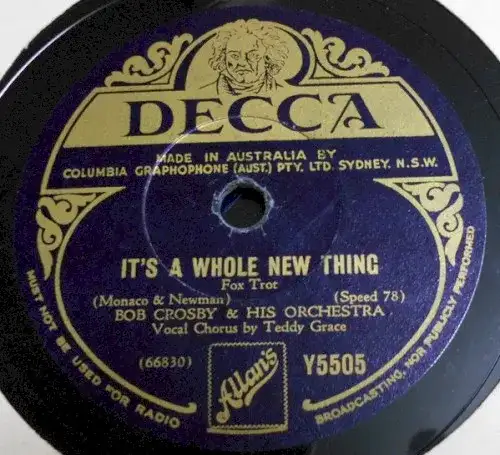 DECCA
MADE IN AUSTRALIA BY
COLUMBIA GRAPHOPHONE (AUST.) PTY. LTD. SYDNEY. N.S.W.
IT'S A WHOLE NEW THING
Fox Trot
(Monaco & Newman) (Speed 78)
BOB CROSBY & HIS ORCHESTRA
Vocal Chorus by Teddy Grace
(66830) Allan's Y5505
MUST NOT BE USED FOR RADIO BROADCASTING, NOR PUBLICLY PERFORMED